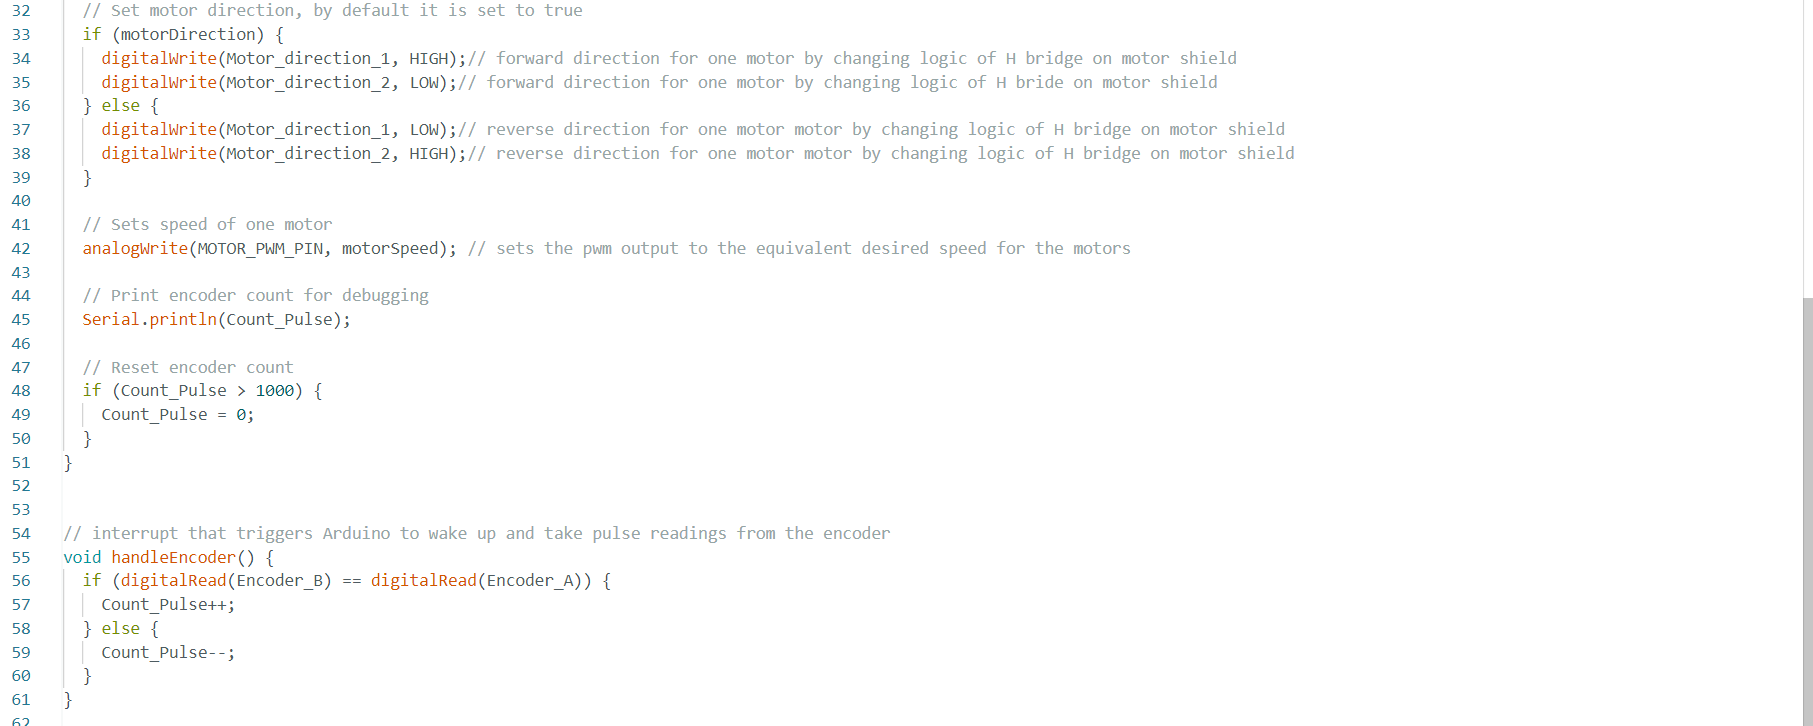 32 // Set motor direction, by default it is set to true
33 if (motorDirection) {
34 digitalWrite(Motor_direction_1, HIGH);// forward direction for one motor by changing logic of H bridge on motor shield
35 digitalWrite(Motor_direction_2, LOW);// forward direction for one motor by changing logic of H bride on motor shield
36 } else {
37 digitalWrite(Motor_direction_1, LOW);// reverse direction for one motor motor by changing logic of H bridge on motor shield
38 digitalWrite(Motor_direction_2, HIGH);// reverse direction for one motor motor by changing logic of H bridge on motor shield
39 }
40
41 // Sets speed of one motor
42 analogWrite(MOTOR_PWM_PIN, motorSpeed); // sets the pwm output to the equivalent desired speed for the motors
43
44 // Print encoder count for debugging
45 Serial.println(Count_Pulse);
46
47 // Reset encoder count
48 if (Count_Pulse > 1000) {
49 Count_Pulse = 0;
50 }
51 }
52
53
54 // interrupt that triggers Arduino to wake up and take pulse readings from the encoder
55 void handleEncoder() {
56 if (digitalRead(Encoder_B) == digitalRead(Encoder_A)) {
57 Count_Pulse++;
58 } else {
59 Count_Pulse--;
60 }
61 }
62